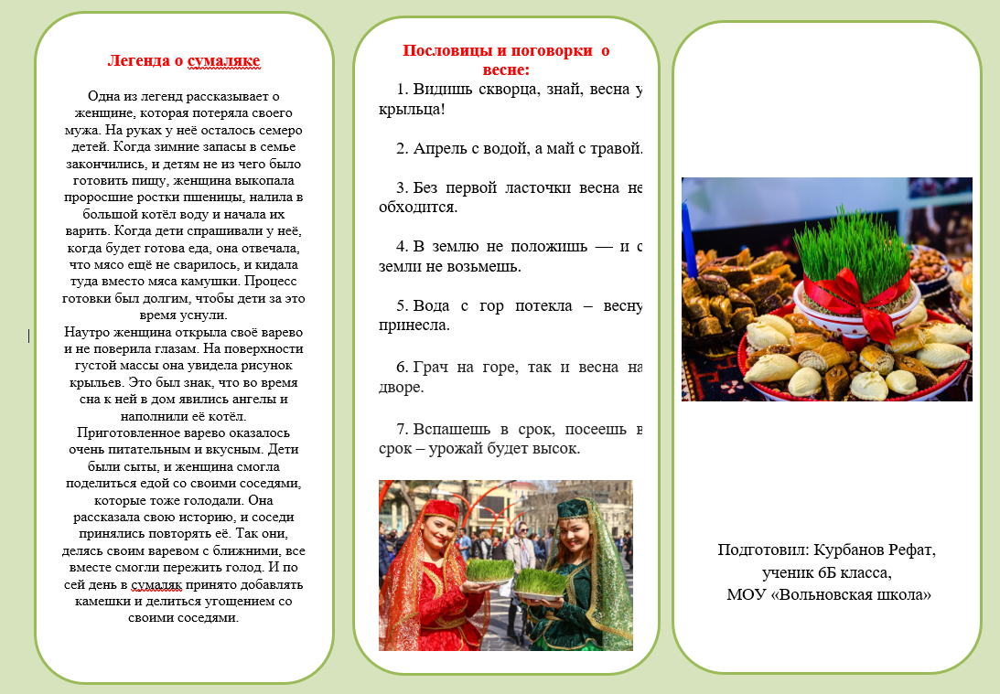 Легенда о сумаляке
Одна из легенд рассказывает о
женщине, которая потеряла своего
мужа. На руках у неё осталось семеро
детей. Когда зимние запасы в семье
закончились, и детям не из чего было
готовить пищу, женщина выкопала
проросшие ростки пшеницы, налила в
большой котёл воду и начала их
варить. Когда дети спрашивали у неё,
когда будет готова еда, она отвечала,
что мясо ещё не сварилось, и кидала
туда вместо мяса камушки. Процесс
готовки был долгим, чтобы дети за это
время уснули.
Наутро женщина открыла своё варево
и не поверила глазам. На поверхности
густой массы она увидела рисунок
крыльев. Это был знак, что во время
сна к ней в дом явились ангелы и
наполнили её котёл.
Приготовленное варево оказалось
очень питательным и вкусным. Дети
были сыты, и женщина смогла
поделиться едой со своими соседями,
которые тоже голодали. Она
рассказала свою историю, и соседи
принялись повторять её. Так они,
делясь своим варевом с ближними, все
вместе смогли пережить голод. И по
сей день в сумаляк принято добавлять
камешки и делиться угощением со
своими соседями.
Пословицы и поговорки о
весне:
1. Видишь скворца, знай, весна у
крыльца!
2. Апрель с водой, а май с травой.
3. Без первой ласточки весна не
обходится.
4. В землю не положишь — и с
земли не возьмешь.
5. Вода с гор потекла – весну
принесла.
6. Грач на горе, так и весна на
дворе.
7. Вспашешь в срок, посеешь в
срок – урожай будет высок.
Подготовил: Курбанов Рефат,
ученик 6Б класса,
МОУ «Вольновская школа»